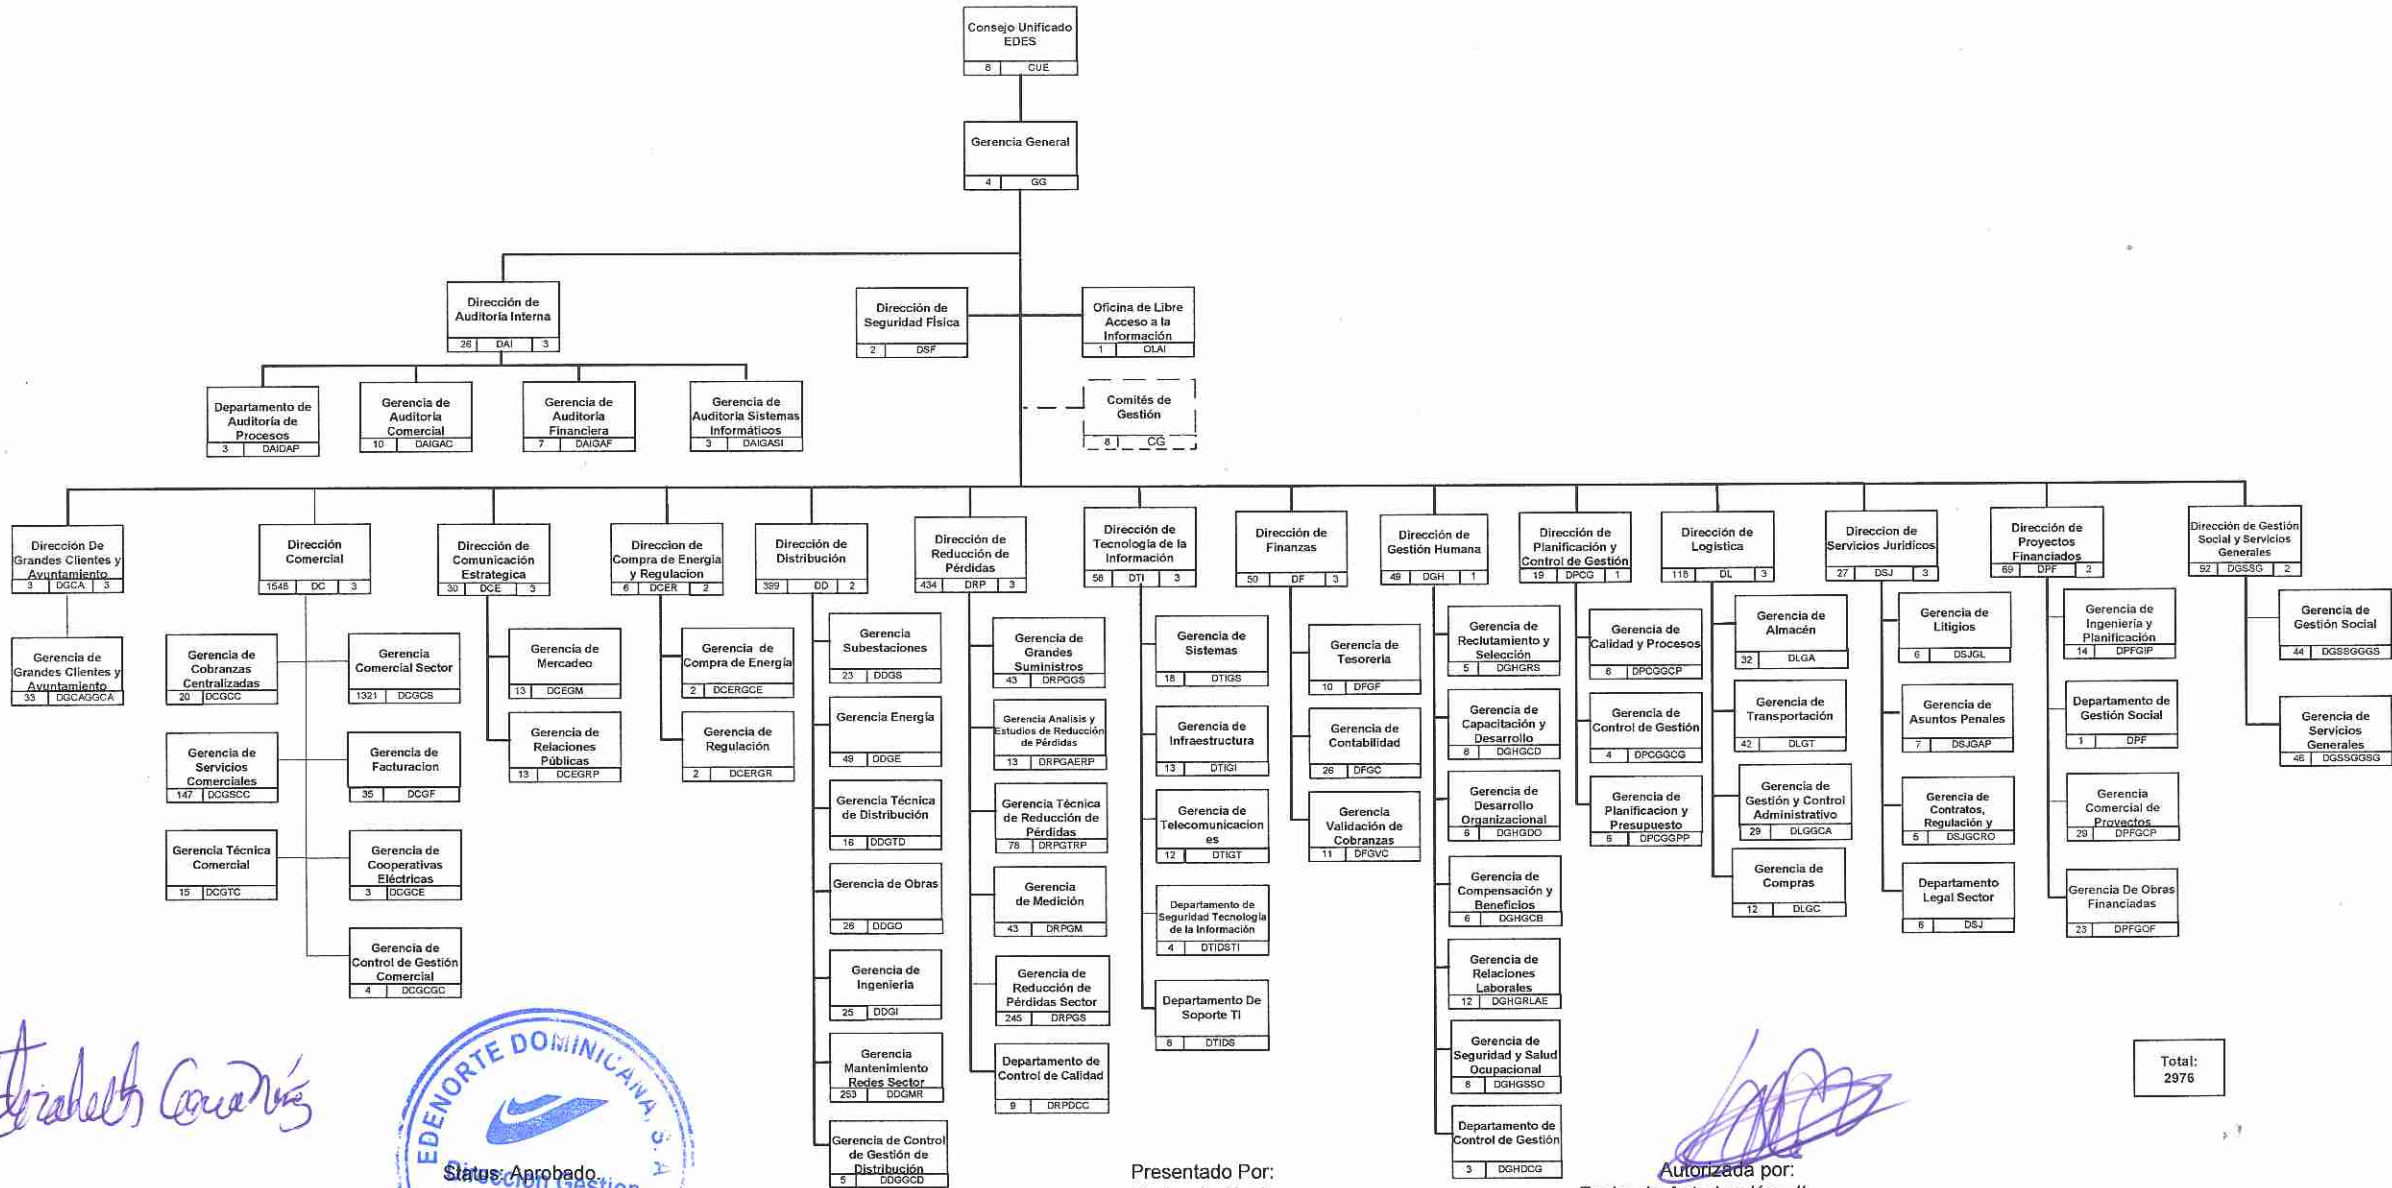 Consejo Unificado
EDES
8 CUE
Gerencia General
4 GG
Dirección de
Auditoría Interna
26 DAI 3
Dirección de
Seguridad Física
2 DSF
Oficina de Libre
Acceso a la
Información
1 OLAI
Comités de
Gestión
8 CG
Departamento de
Auditoría de
Procesos
3 DAIDAP
Gerencia de
Auditoría
Comercial
10 DAIGAC
Gerencia de
Auditoría
Financiera
7 DAIGAF
Gerencia de
Auditoría Sistemas
Informáticos
3 DAIGASI
Dirección De
Grandes Clientes y
Ayuntamiento
3 DGCA 3
Gerencia de
Grandes Clientes y
Ayuntamiento
33 DGCAGGCA
Dirección
Comercial
1545 DC 3
Gerencia de
Cobranzas
Centralizadas
20 DCGCC
Gerencia
Comercial Sector
1321 DCGCS
Gerencia de
Servicios
Comerciales
147 DCGSCC
Gerencia de
Facturacion
35 DCGF
Gerencia Técnica
Comercial
15 DCGTC
Gerencia de
Cooperativas
Eléctricas
3 DCGCE
Gerencia de
Control de Gestión
Comercial
4 DCGCGC
Dirección de
Comunicación
Estrategica
30 DCE 3
Gerencia de
Mercadeo
13 DCEGM
Gerencia de
Relaciones
Públicas
13 DCEGRP
Direccion de
Compra de Energía
y Regulacion
6 DCER 2
Gerencia de
Compra de Energía
2 DCERGCE
Gerencia de
Regulación
2 DCERGR
Dirección de
Distribución
399 DD 2
Gerencia
Subestaciones
23 DDGS
Gerencia Energía
49 DDGE
Gerencia Técnica
de Distribución
16 DDGTD
Gerencia de Obras
26 DDGO
Gerencia de
Ingenieria
25 DDGI
Gerencia
Mantenimiento
Redes Sector
253 DDGMR
Gerencia de Control
de Gestión de
Distribución
5 DDGGCD
Dirección de
Reducción de
Pérdidas
434 DRP 3
Gerencia de
Grandes
Suministros
43 DRPGGS
Gerencia Analisis y
Estudios de Reducción
de Pérdidas
13 DRPGAERP
Gerencia Técnica
de Reducción de
Pérdidas
78 DRPGTRP
Gerencia
de Medición
43 DRPGM
Gerencia de
Reducción de
Pérdidas Sector
245 DRPGS
Departamento de
Control de Calidad
9 DRPDCC
Dirección de
Tecnología de la
Información
58 DTI 3
Gerencia de
Sistemas
18 DTIGS
Gerencia de
Infraestructura
13 DTIGI
Gerencia de
Telecomunicacion
es
12 DTIGT
Departamento de
Seguridad Tecnología
de la Información
4 DTIDSTI
Departamento De
Soporte TI
8 DTIDS
Dirección de
Finanzas
50 DF 3
Gerencia de
Tesoreria
10 DFGF
Gerencia de
Contabilidad
26 DFGC
Gerencia
Validación de
Cobranzas
11 DFGVC
Dirección de
Gestión Humana
49 DGH 1
Gerencia de
Reclutamiento y
Selección
5 DGHGRS
Gerencia de
Capacitación y
Desarrollo
8 DGHGCD
Gerencia de
Desarrollo
Organizacional
6 DGHGDO
Gerencia de
Compensación y
Beneficios
6 DGHGCB
Gerencia de
Relaciones
Laborales
12 DGHGRLAE
Gerencia de
Seguridad y Salud
Ocupacional
8 DGHGSSO
Departamento de
Control de Gestión
3 DGHDCG
Dirección de
Planificación y
Control de Gestión
19 DPCG 1
Gerencia de
Calidad y Procesos
6 DPCGGCP
Gerencia de
Control de Gestión
4 DPCGGCG
Gerencia de
Planificacion y
Presupuesto
5 DPCGGPP
Dirección de
Logística
118 DL 3
Gerencia de
Almacén
32 DLGA
Gerencia de
Transportación
42 DLGT
Gerencia de
Gestión y Control
Administrativo
29 DLGGCA
Gerencia de
Compras
12 DLGC
Direccion de
Servicios Juridicos
27 DSJ 3
Gerencia de
Litigios
6 DSJGL
Gerencia de
Asuntos Penales
7 DSJGAP
Gerencia de
Contratos,
Regulación y
5 DSJGCRO
Departamento
Legal Sector
6 DSJ
Dirección de
Proyectos
Financiados
69 DPF 2
Gerencia de
Ingeniería y
Planificación
14 DPFGIP
Departamento de
Gestión Social
1 DPF
Gerencia
Comercial de
Proyectos
29 DPFGCP
Gerencia De Obras
Financiadas
23 DPFGOF
Dirección de Gestión
Social y Servicios
Generales
92 DGSSG 2
Gerencia de
Gestión Social
44 DGSSGGGS
Gerencia de
Servicios
Generales
46 DGSSGGSG
Total:
2976
EDENORTE DOMINICANA, S.A
Dirección Gestion
Status: Aprobado.
Presentado Por:
Autorizada por: